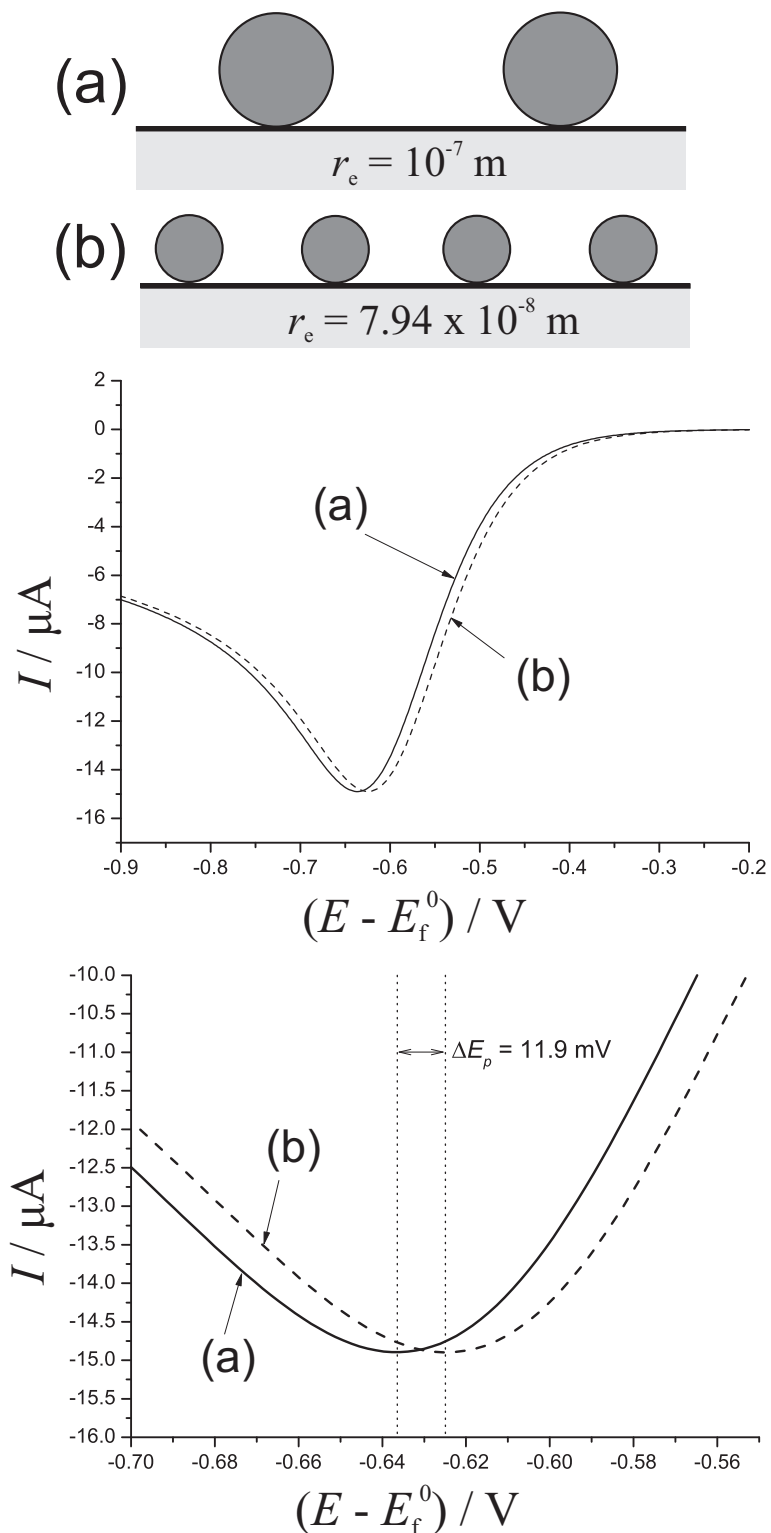 (a)
r_e = 10^-7 m
(b)
r_e = 7.94 x 10^-8 m
2
0
-2
-4
-6
-8
-10
-12
-14
-16
I / μA
(a)
(b)
-0.9 -0.8 -0.7 -0.6 -0.5 -0.4 -0.3 -0.2
(E - E_f^0) / V
-10.0
-10.5
-11.0
-11.5
-12.0
-12.5
-13.0
-13.5
-14.0
-14.5
-15.0
-15.5
-16.0
I / μA
ΔE_p = 11.9 mV
(b)
(a)
-0.70 -0.68 -0.66 -0.64 -0.62 -0.60 -0.58 -0.56
(E - E_f^0) / V